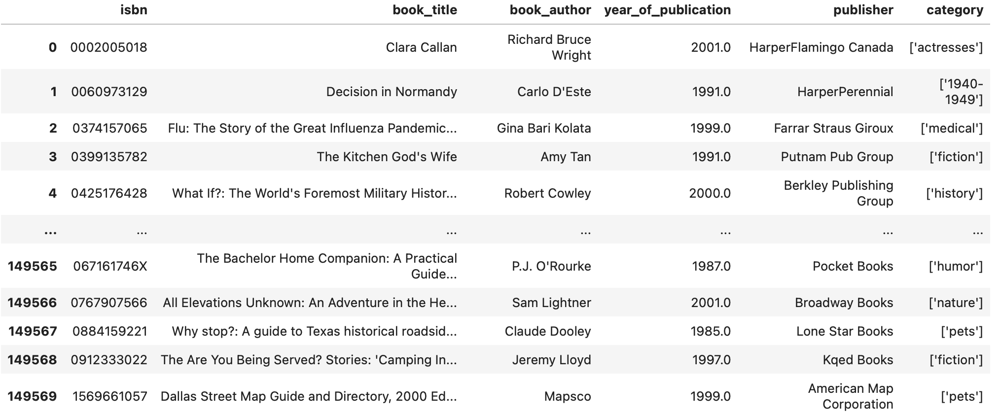 isbn book_title book_author year_of_publication publisher category
0 0002005018 Clara Callan Richard Bruce Wright 2001.0 HarperFlamingo Canada ['actresses']
1 0060973129 Decision in Normandy Carlo D'Este 1991.0 HarperPerennial ['1940-1949']
2 0374157065 Flu: The Story of the Great Influenza Pandemic... Gina Bari Kolata 1999.0 Farrar Straus Giroux ['medical']
3 0399135782 The Kitchen God's Wife Amy Tan 1991.0 Putnam Pub Group ['fiction']
4 0425176428 What If?: The World's Foremost Military Histor... Robert Cowley 2000.0 Berkley Publishing Group ['history']
... ... ... ... ... ... ...
149565 067161746X The Bachelor Home Companion: A Practical Guide... P.J. O'Rourke 1987.0 Pocket Books ['humor']
149566 0767907566 All Elevations Unknown: An Adventure in the He... Sam Lightner 2001.0 Broadway Books ['nature']
149567 0884159221 Why stop?: A guide to Texas historical roadsid... Claude Dooley 1985.0 Lone Star Books ['pets']
149568 0912333022 The Are You Being Served? Stories: 'Camping In... Jeremy Lloyd 1997.0 Kqed Books ['fiction']
149569 1569661057 Dallas Street Map Guide and Directory, 2000 Ed... Mapsco 1999.0 American Map Corporation ['pets']